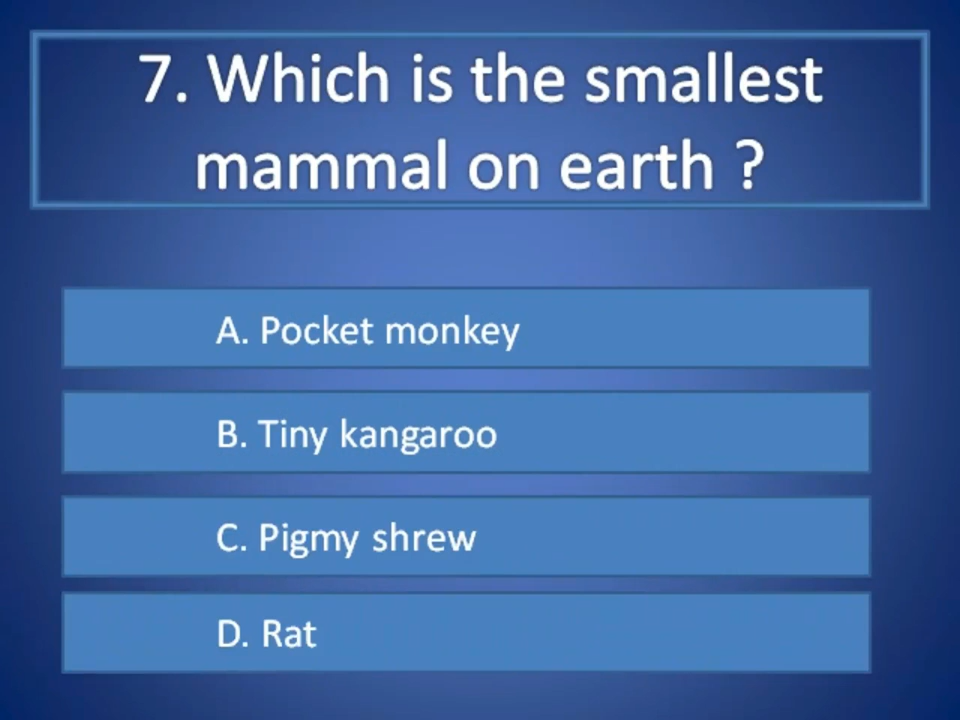 7. Which is the smallest
mammal on earth ?
A. Pocket monkey
B. Tiny kangaroo
C. Pigmy shrew
D. Rat